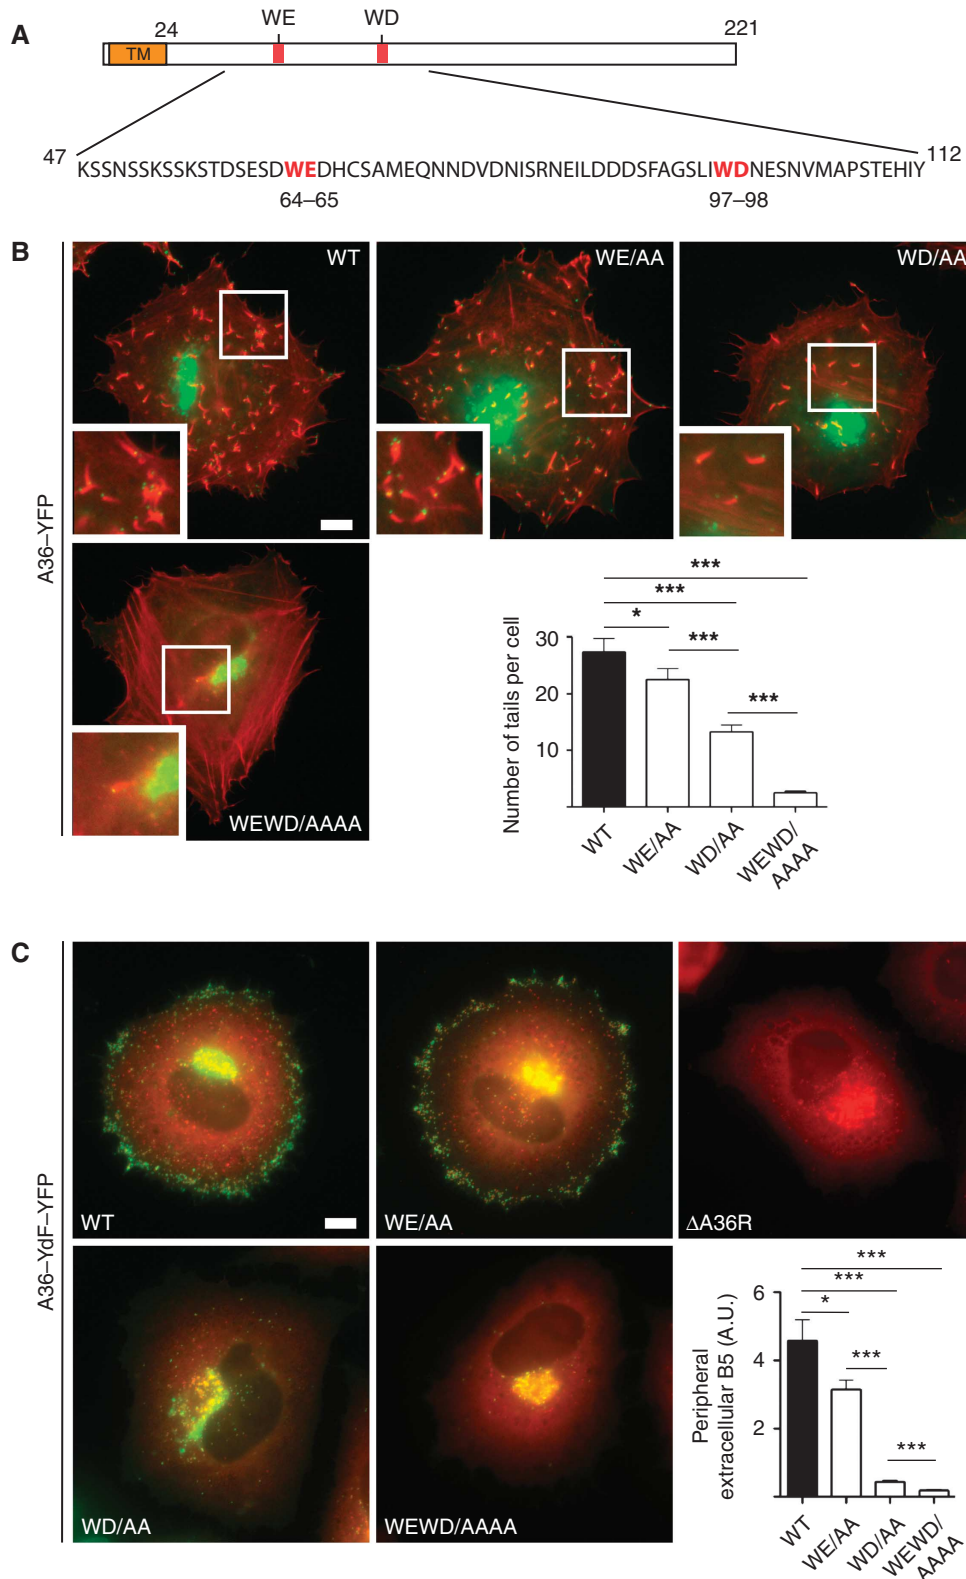 A
WE WD
24 221
TM
47 KSSNSSKSSKSTDSESDWEDHCSAMEQNNDVDNISRNEILDDDSFAGSLIWDNESNVMAPSTEHIY 112
64–65 97–98
B
A36–YFP
WT
WE/AA
WD/AA
WEWD/AAAA
***
***
*
***
***
Number of tails per cell
30
20
10
WT
WE/AA
WD/AA
WEWD/
AAAA
C
A36–YdF–YFP
WT
WE/AA
ΔA36R
WD/AA
WEWD/AAAA
***
***
*
***
***
Peripheral
extracellular B5 (A.U.)
6
4
2
WT
WE/AA
WD/AA
WEWD/
AAAA